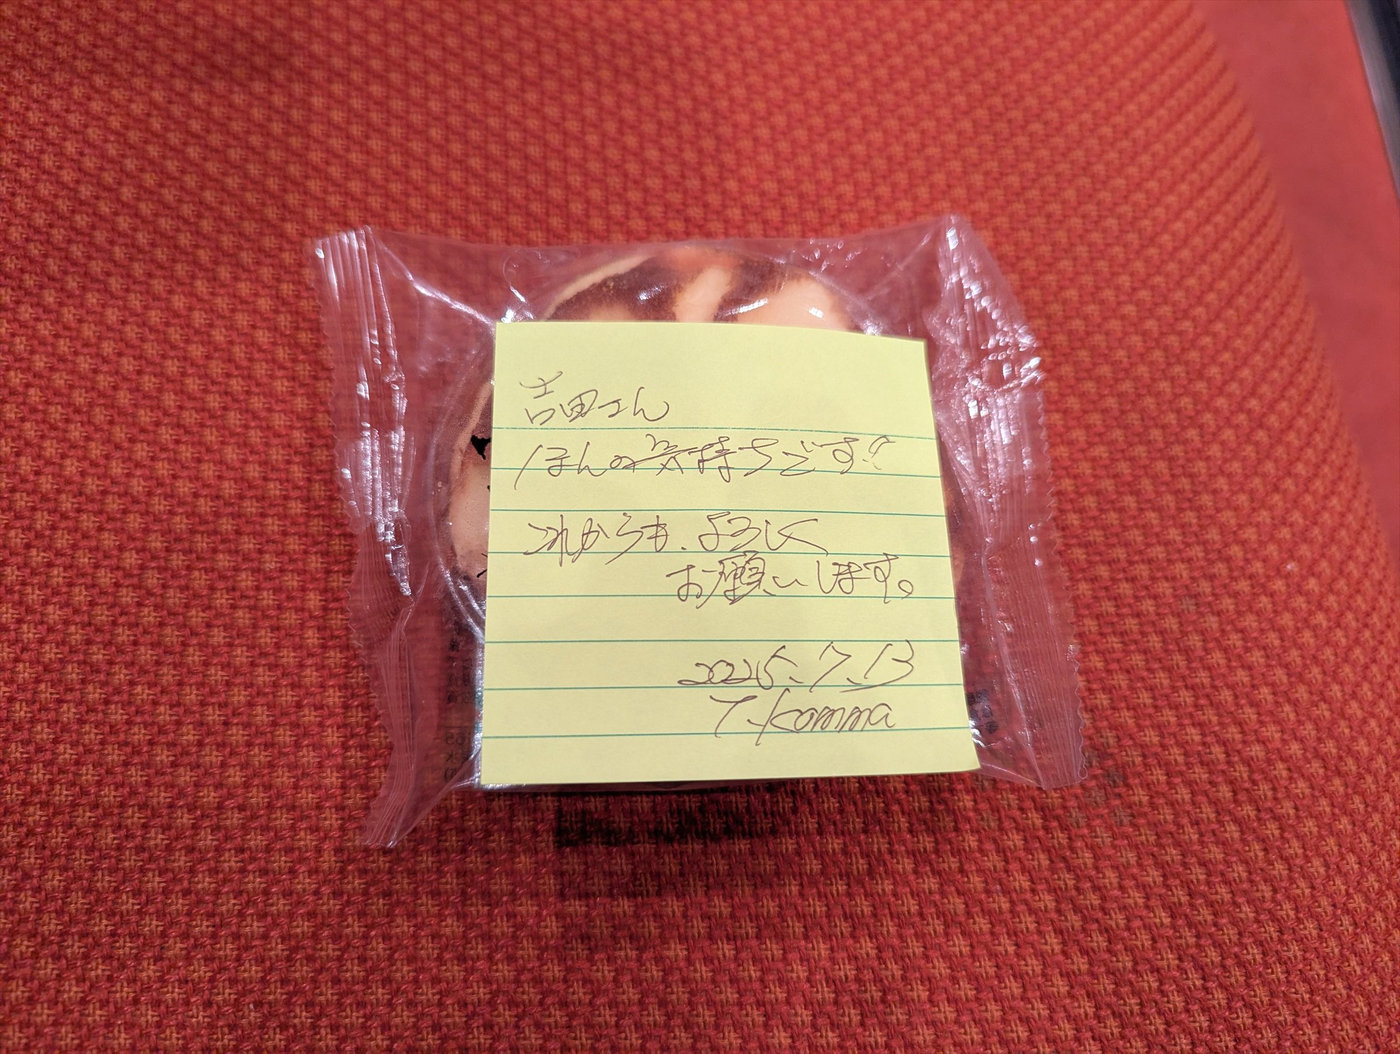 吉田さん
ほんの気持ちです!
これからも、よろしく
お願いします。
2025.7.13
T.Komma